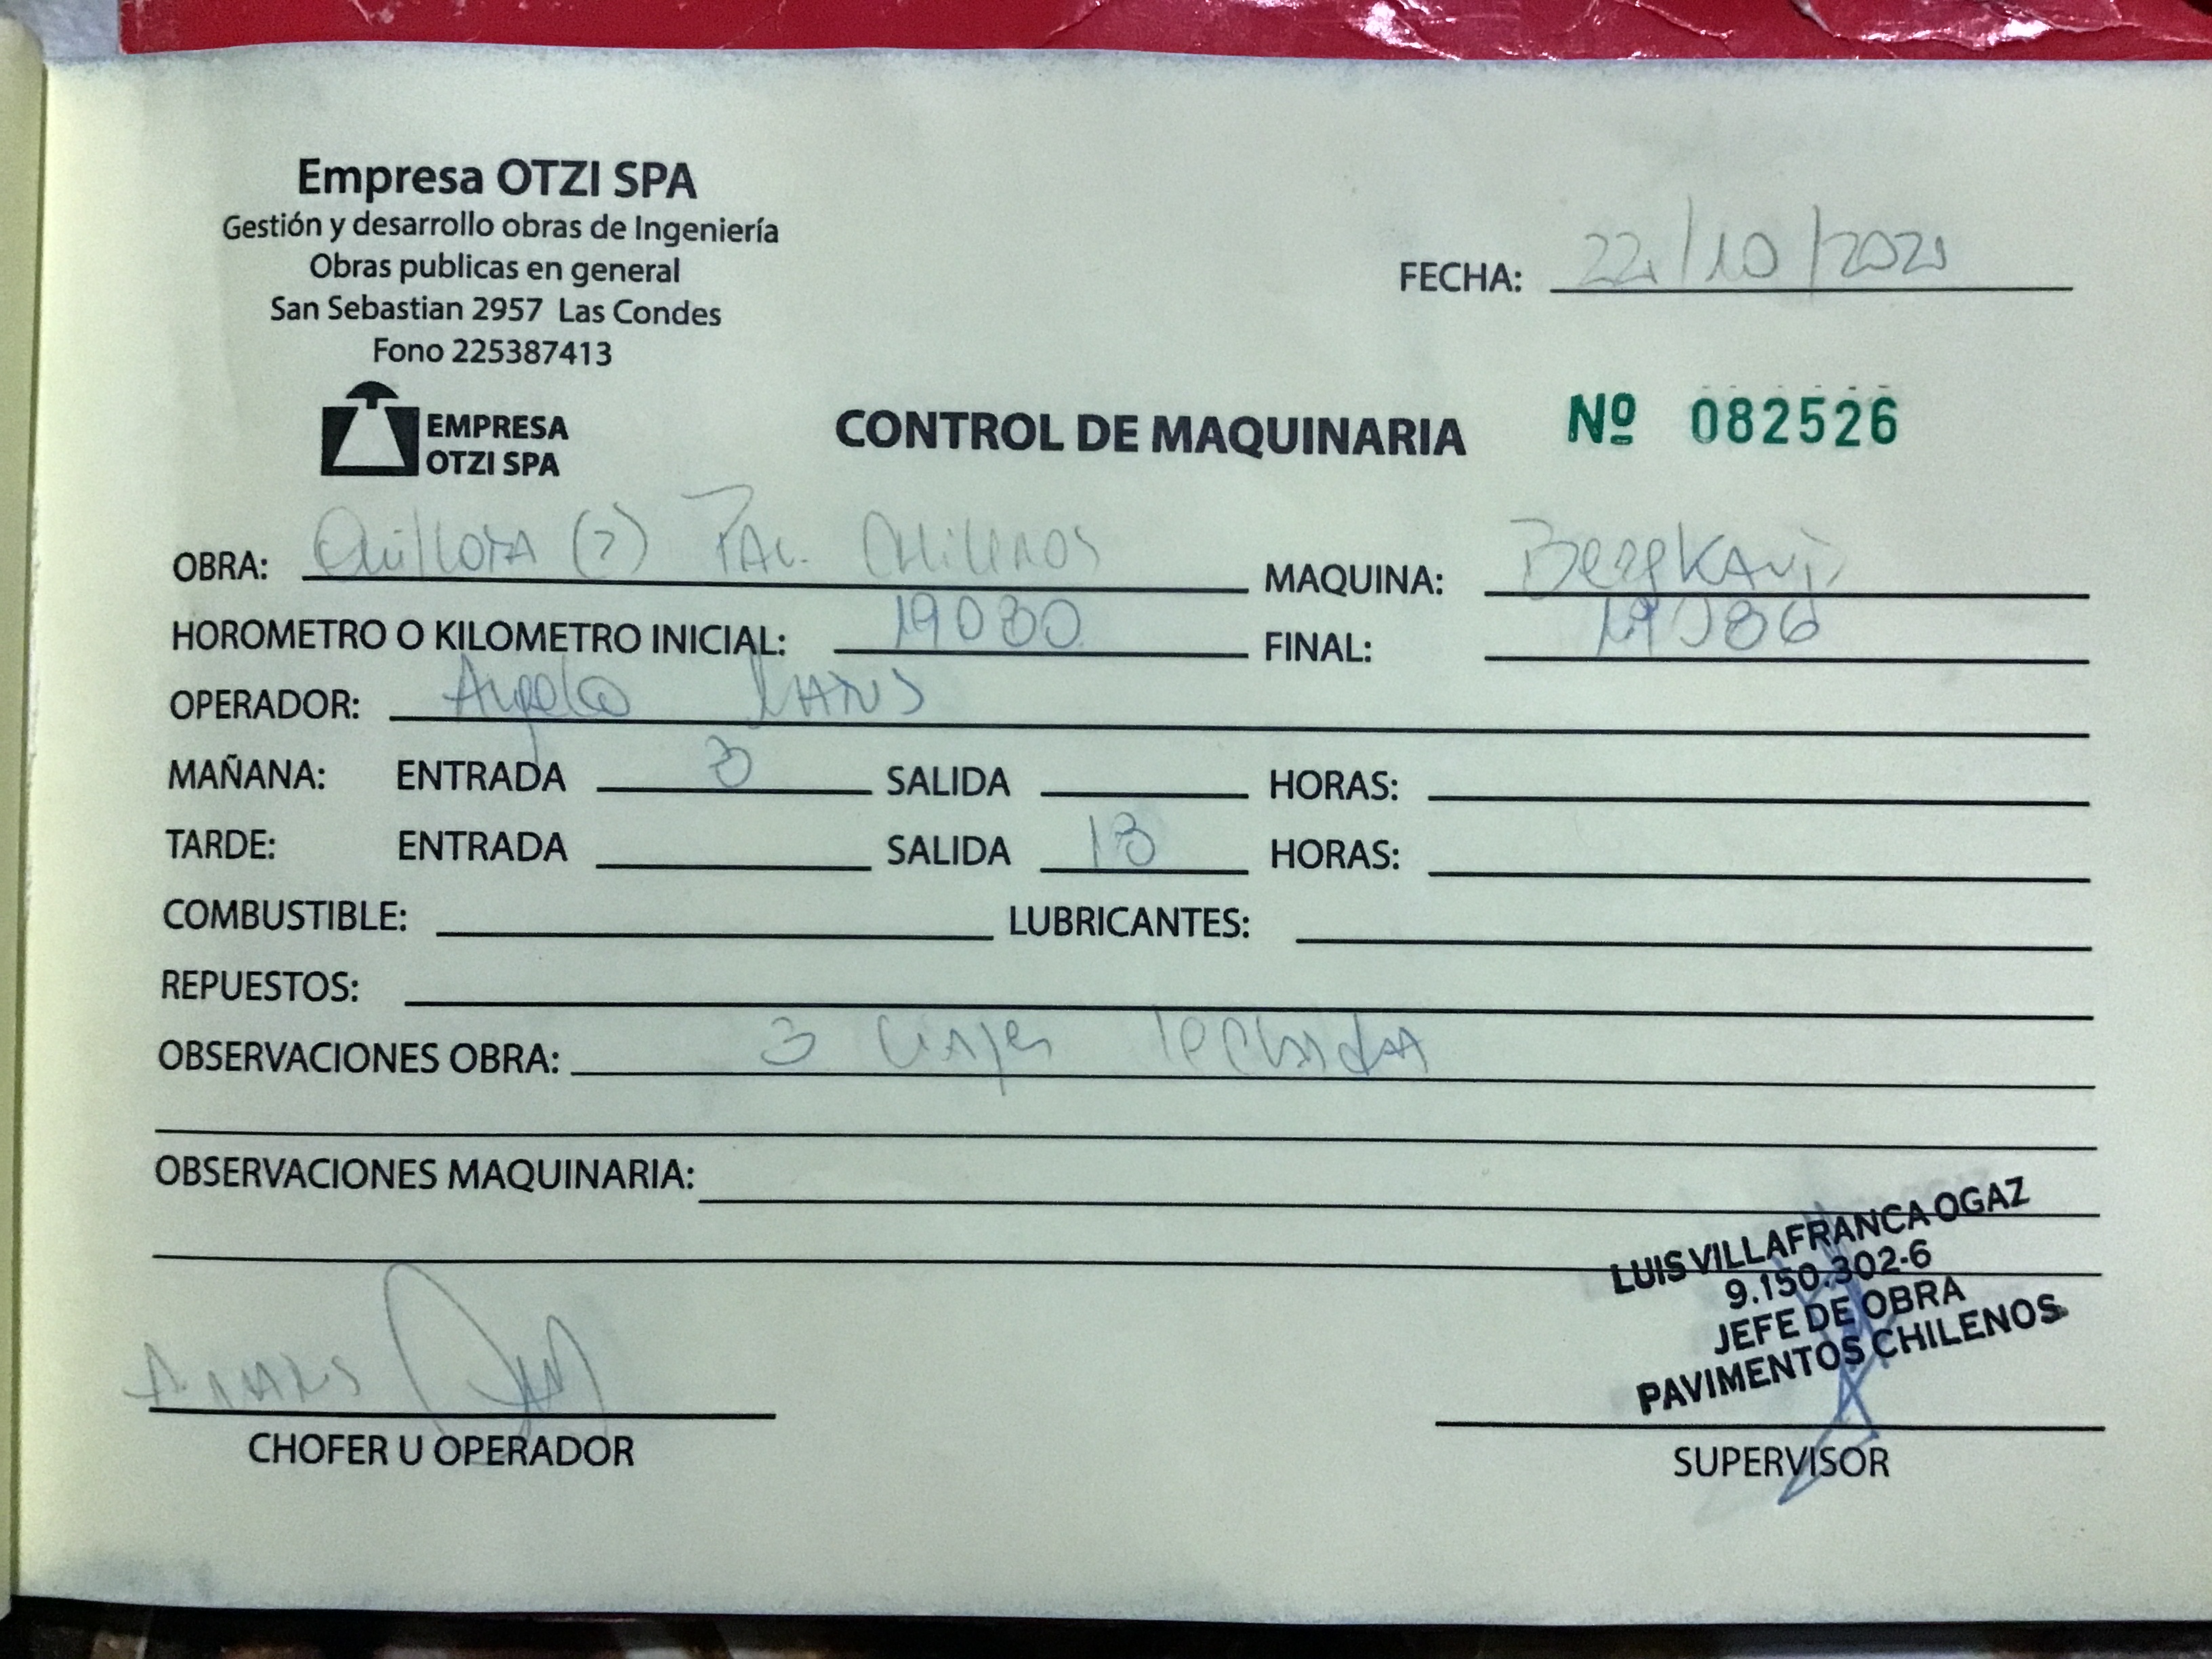 Empresa OTZI SPA
Gestión y desarrollo obras de Ingeniería
Obras publicas en general
San Sebastian 2957 Las Condes
Fono 225387413
EMPRESA
OTZI SPA
FECHA: 22/10/2021
CONTROL DE MAQUINARIA Nº 082526
OBRA: Quillota (2) PAv. CHilenos MAQUINA:
HOROMETRO O KILOMETRO INICIAL: 19080 FINAL: 19086
OPERADOR: Angelo
MAÑANA: ENTRADA 8 SALIDA HORAS:
TARDE: ENTRADA SALIDA 18 HORAS:
COMBUSTIBLE: LUBRICANTES:
REPUESTOS:
OBSERVACIONES OBRA: 3 viajes
OBSERVACIONES MAQUINARIA:
LUIS VILLAFRANCA OGAZ
9.150.302-6
JEFE DE OBRA
PAVIMENTOS CHILENOS
CHOFER U OPERADOR
SUPERVISOR